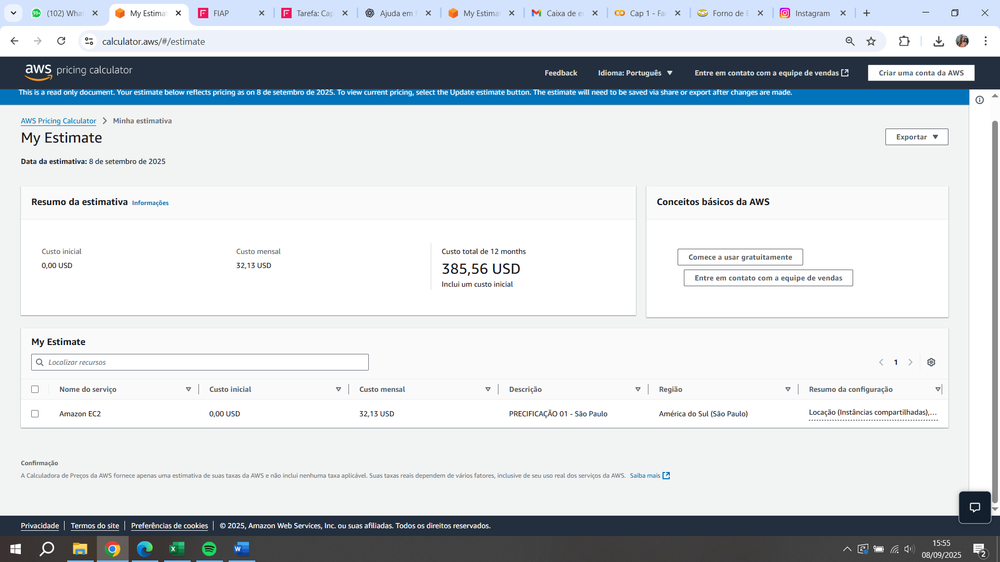 99+
(102) What
My Estima
FIAP
Tarefa: Cap
Ajuda em
My Estima
Caixa de e
Cap 1 - Fa
Forno de
Instagram
calculator.aws/#/estimate
aws pricing calculator
Feedback
Idioma: Português
Entre em contato com a equipe de vendas
Criar uma conta da AWS
This is a read only document. Your estimate below reflects pricing as on 8 de setembro de 2025. To view current pricing, select the Update estimate button. The estimate will need to be saved via share or export after changes are made.
AWS Pricing Calculator
Minha estimativa
My Estimate
Exportar
Data da estimativa: 8 de setembro de 2025
Resumo da estimativa Informações
Conceitos básicos da AWS
Custo inicial
0,00 USD
Custo mensal
32,13 USD
Custo total de 12 months
385,56 USD
Inclui um custo inicial
Comece a usar gratuitamente
Entre em contato com a equipe de vendas
My Estimate
Localizar recursos
1
Nome do serviço
Custo inicial
Custo mensal
Descrição
Região
Resumo da configuração
Amazon EC2
0,00 USD
32,13 USD
PRECIFICAÇÃO 01 - São Paulo
América do Sul (São Paulo)
Locação (Instâncias compartilhadas),...
Confirmação
A Calculadora de Preços da AWS fornece apenas uma estimativa de suas taxas da AWS e não inclui nenhuma taxa aplicável. Suas taxas reais dependem de vários fatores, inclusive de seu uso real dos serviços da AWS. Saiba mais
Privacidade
Termos do site
Preferências de cookies
© 2025, Amazon Web Services, Inc. ou suas afiliadas. Todos os direitos reservados.
15:55
08/09/2025
2